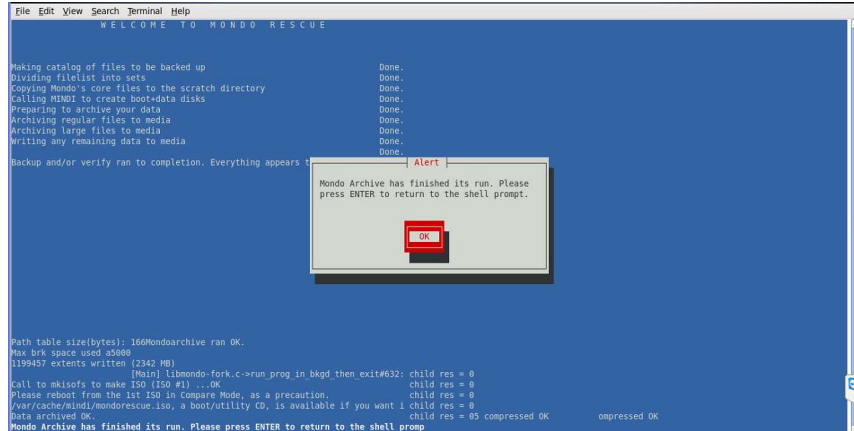 File Edit View Search Terminal Help
W E L C O M E   T O   M O N D O   R E S C U E
Making catalog of files to be backed up Done.
Dividing filelist into sets Done.
Copying Mondo's core files to the scratch directory Done.
Calling MINDI to create boot+data disks Done.
Preparing to archive your data Done.
Archiving regular files to media Done.
Archiving large files to media Done.
Writing any remaining data to media Done.
Done.
Backup and/or verify ran to completion. Everything appears t
Alert
Mondo Archive has finished its run. Please
press ENTER to return to the shell prompt.
OK
Path table size(bytes): 166Mondoarchive ran OK.
Max brk space used a5000
1199457 extents written (2342 MB)
[Main] libmondo-fork.c->run_prog_in_bkgd_then_exit#632: child res = 0
Call to mkisofs to make ISO (ISO #1) ...OK child res = 0
Please reboot from the 1st ISO in Compare Mode, as a precaution. child res = 0
/var/cache/mindi/mondorescue.iso, a boot/utility CD, is available if you want i child res = 0
Data archived OK. child res = 05 compressed OK ompressed OK
Mondo Archive has finished its run. Please press ENTER to return to the shell promp